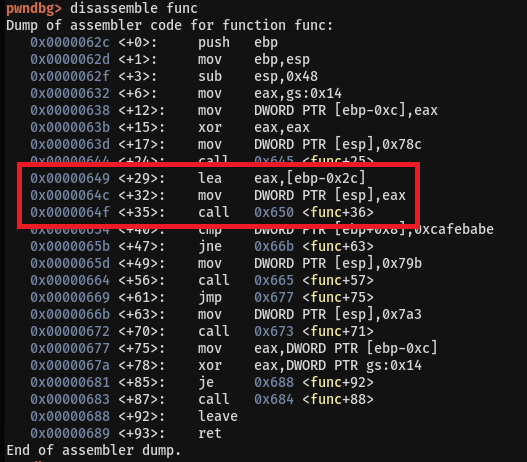 pwndbg> disassemble func
Dump of assembler code for function func:
0x0000062c <+0>: push ebp
0x0000062d <+1>: mov ebp,esp
0x0000062f <+3>: sub esp,0x48
0x00000632 <+6>: mov eax,gs:0x14
0x00000638 <+12>: mov DWORD PTR [ebp-0xc],eax
0x0000063b <+15>: xor eax,eax
0x0000063d <+17>: mov DWORD PTR [esp],0x78c
0x00000644 <+24>: call 0x645 <func+25>
0x00000649 <+29>: lea eax,[ebp-0x2c]
0x0000064c <+32>: mov DWORD PTR [esp],eax
0x0000064f <+35>: call 0x650 <func+36>
0x00000654 <+40>: cmp DWORD PTR [ebp+0x8],0xcafebabe
0x0000065b <+47>: jne 0x66b <func+63>
0x0000065d <+49>: mov DWORD PTR [esp],0x79b
0x00000664 <+56>: call 0x665 <func+57>
0x00000669 <+61>: jmp 0x677 <func+75>
0x0000066b <+63>: mov DWORD PTR [esp],0x7a3
0x00000672 <+70>: call 0x673 <func+71>
0x00000677 <+75>: mov eax,DWORD PTR [ebp-0xc]
0x0000067a <+78>: xor eax,DWORD PTR gs:0x14
0x00000681 <+85>: je 0x688 <func+92>
0x00000683 <+87>: call 0x684 <func+88>
0x00000688 <+92>: leave
0x00000689 <+93>: ret
End of assembler dump.